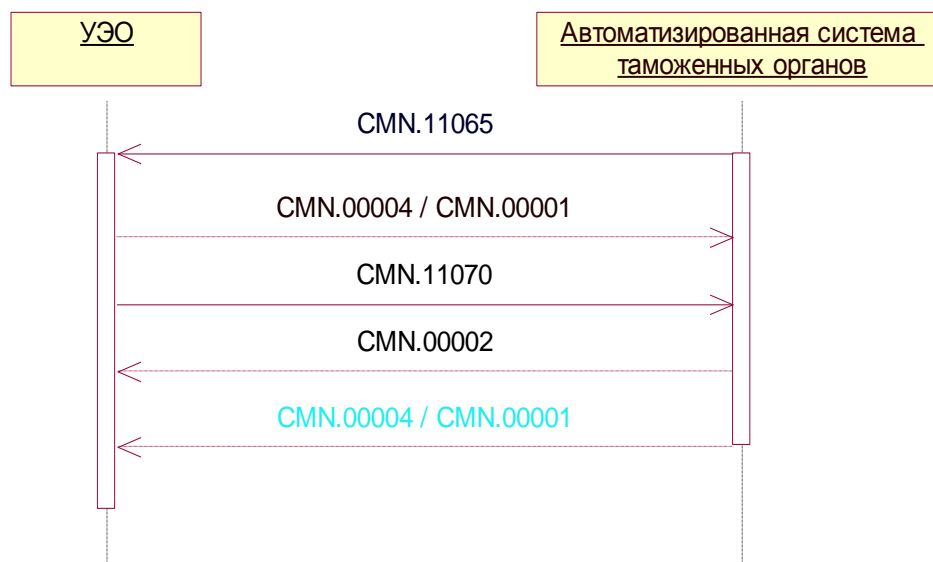 УЭО
Автоматизированная система
таможенных органов
CMN.11065
CMN.00004 / CMN.00001
CMN.11070
CMN.00002
CMN.00004 / CMN.00001